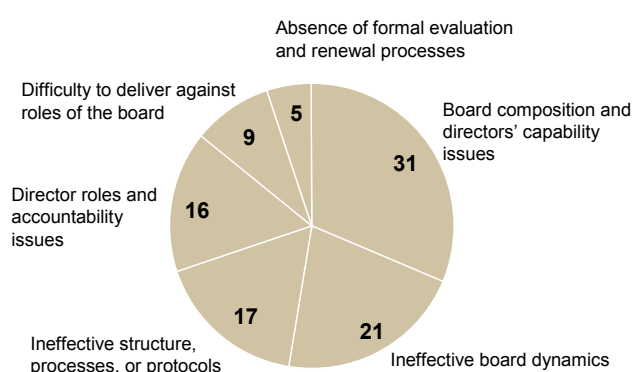 Absence of formal evaluation
and renewal processes
Difficulty to deliver against
roles of the board
5
9
Board composition and
directors’ capability
issues
31
Director roles and
accountability
issues
16
17
21
Ineffective structure,
processes, or protocols
Ineffective board dynamics